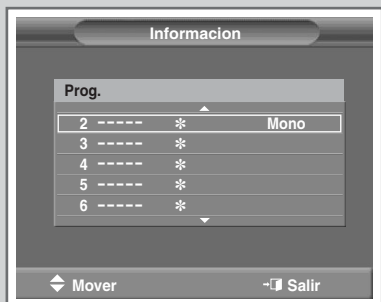 Informacion
Prog.
2 ----- ✼ Mono
3 ----- ✼
4 ----- ✼
5 ----- ✼
6 ----- ✼
Mover Salir